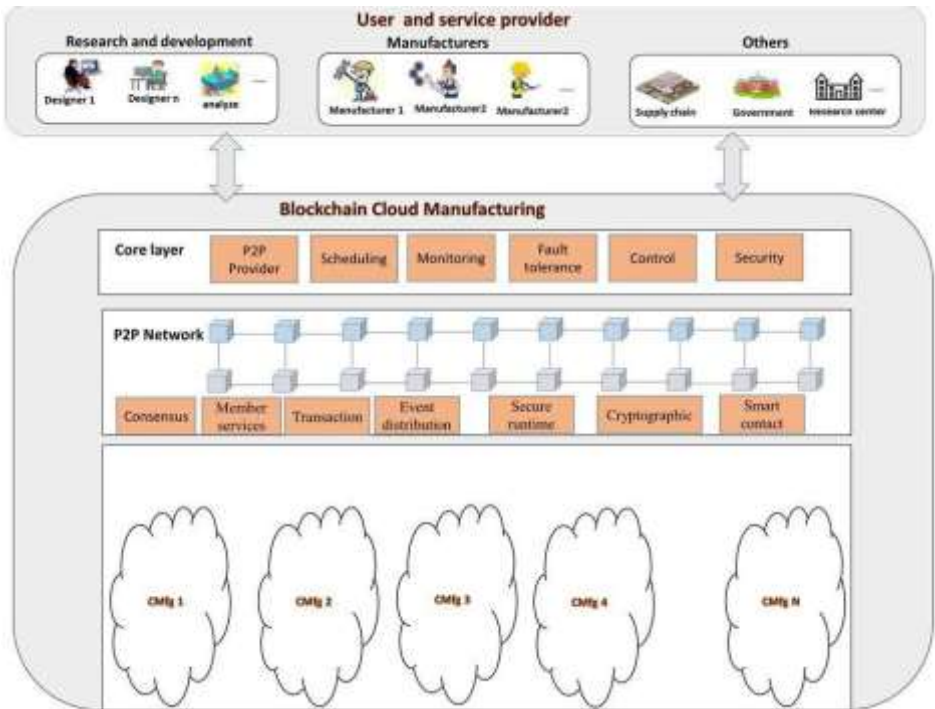 User and service provider
Research and development
Manufacturers
Others
Designer 1
Designer n
analyze
Manufacturer 1
Manufacturer2
Manufacturer2
Supply chain
Government
Research center
Blockchain Cloud Manufacturing
Core layer
P2P
Provider
Scheduling
Monitoring
Fault
tolerance
Control
Security
P2P Network
Consensus
Member
services
Transaction
Event
distribution
Secure
runtime
Cryptographic
Smart
contact
CMfg 1
CMfg 2
CMfg 3
CMfg 4
CMfg N